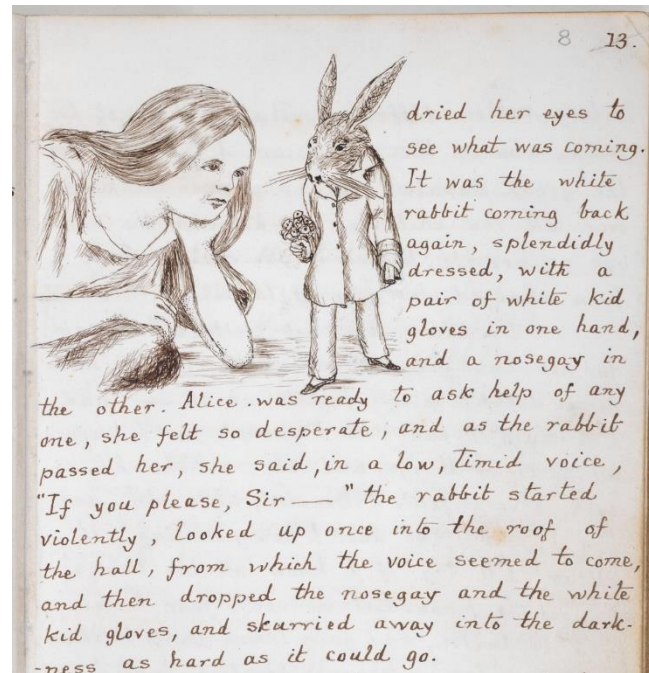 8 13.
dried her eyes to
see what was coming.
It was the white
rabbit coming back
again, splendidly
dressed, with a
pair of white kid
gloves in one hand,
and a nosegay in
the other. Alice was ready to ask help of any
one, she felt so desperate, and as the rabbit
passed her, she said, in a low, timid voice,
"If you please, Sir—" the rabbit started
violently, looked up once into the roof of
the hall, from which the voice seemed to come,
and then dropped the nosegay and the white
kid gloves, and skurried away into the dark-
-ness as hard as it could go.